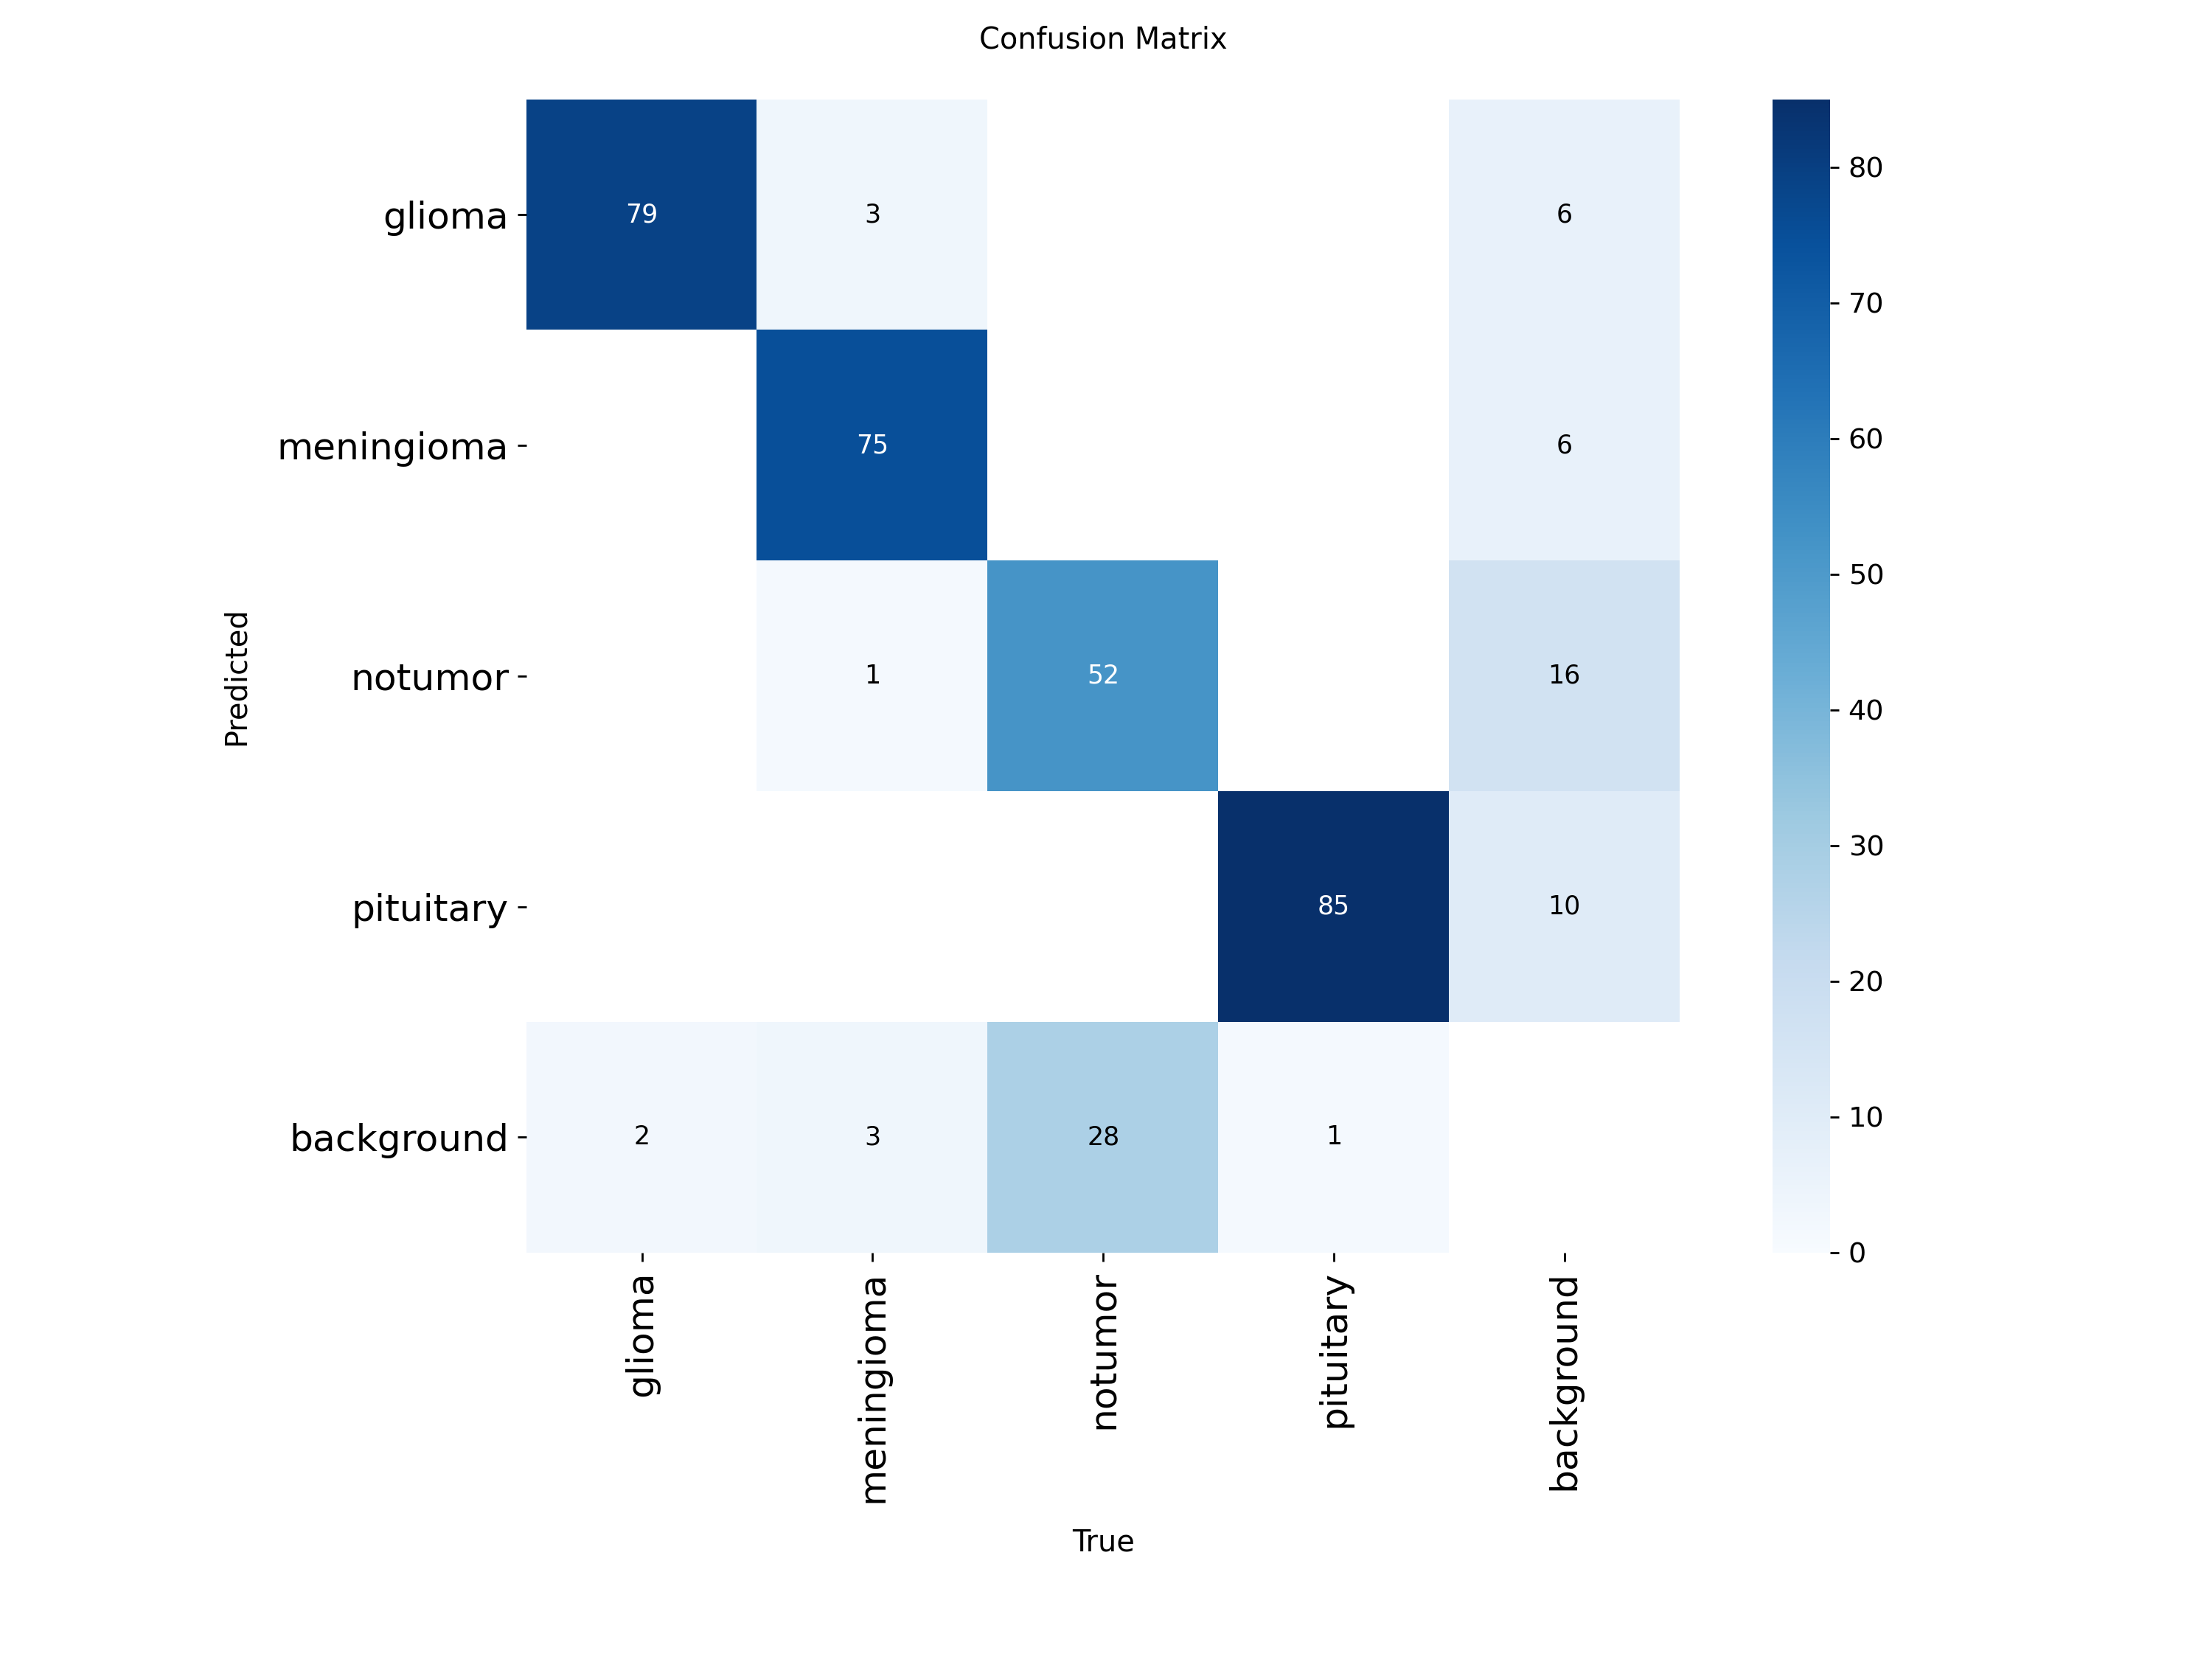 Confusion Matrix
glioma
79
3
6
80
70
meningioma
75
6
60
50
Predicted
notumor
1
52
16
40
30
pituitary
85
10
20
10
background
2
3
28
1
0
glioma
meningioma
notumor
pituitary
background
True